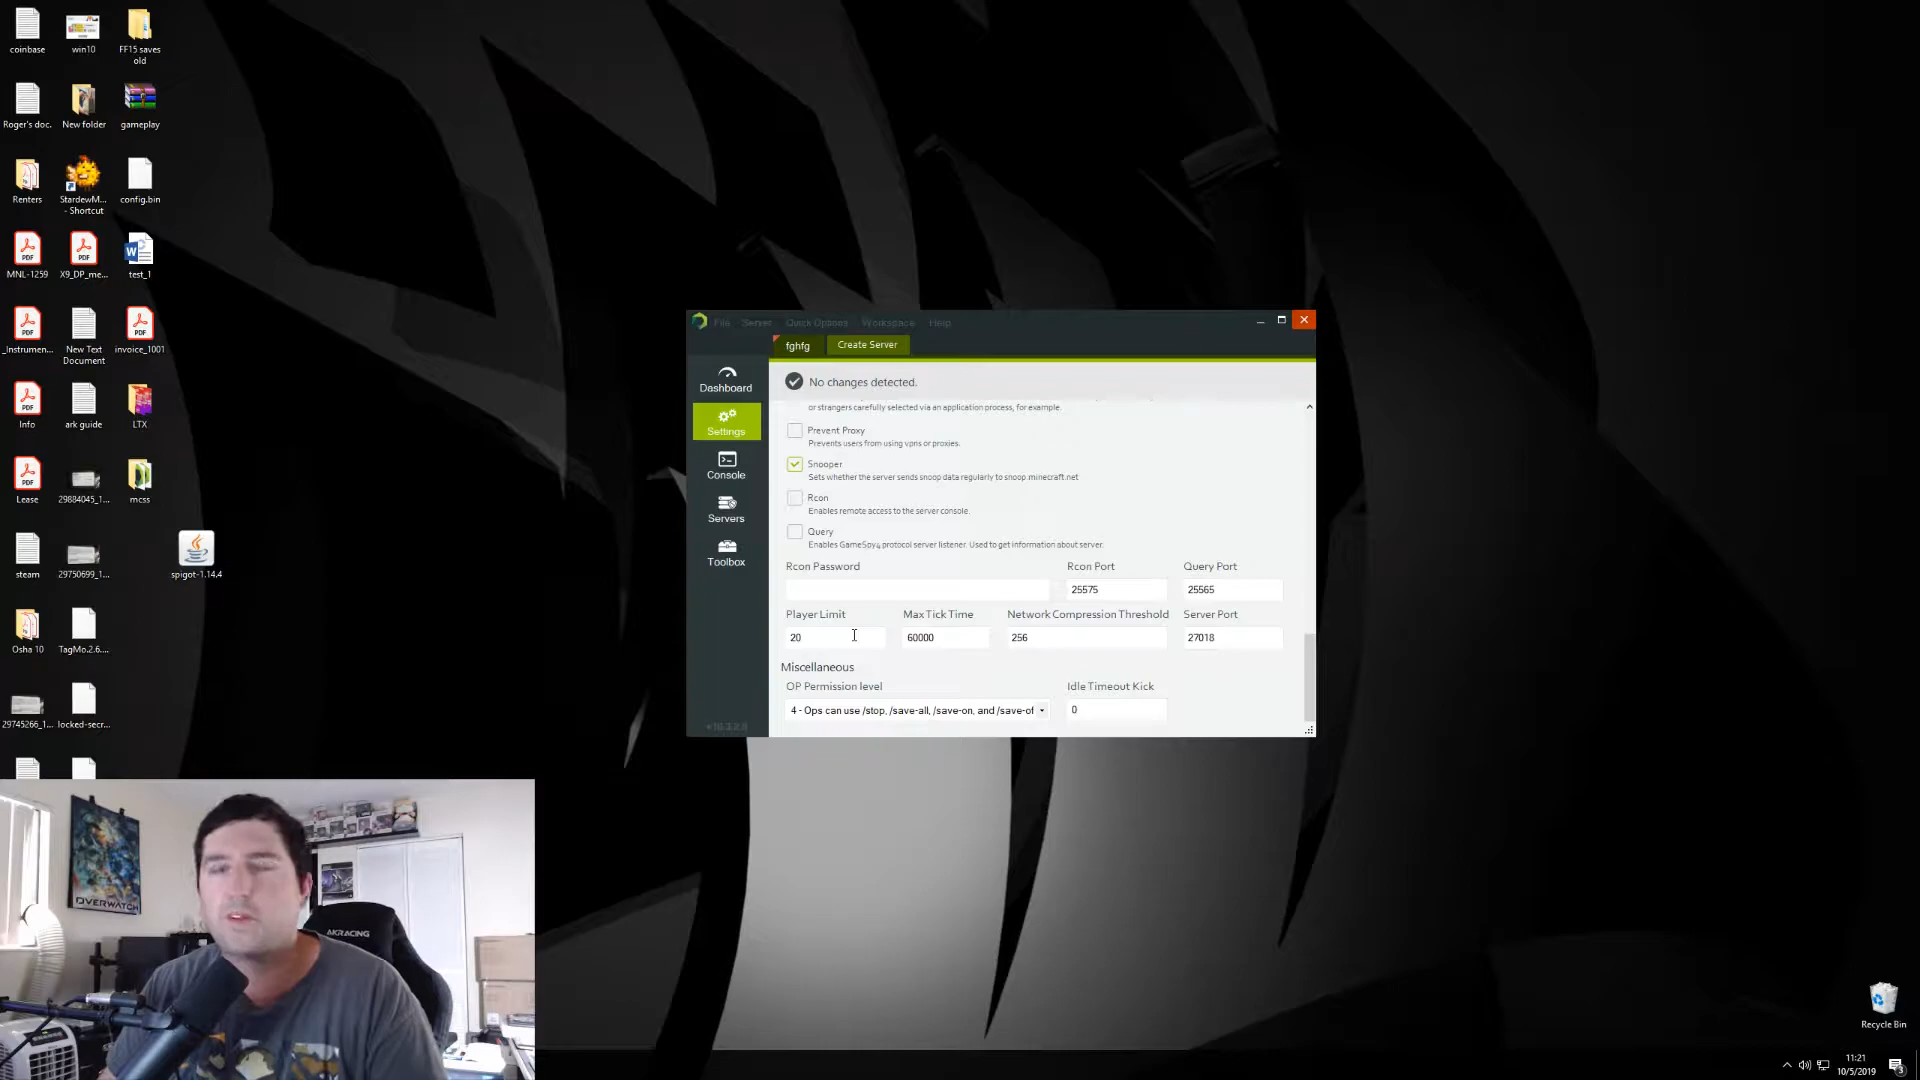 coinbase
win10
FF15 saves
old
Roger's doc.
New folder
gameplay
Renters
StardewM...
- Shortcut
config.bin
MNL-1259
X9_DP_me...
test_1
_Instrumen...
New Text
Document
invoice_1001
Info
ark guide
LTX
Lease
29884045_1...
mcss
steam
29750699_1...
spigot-1.14.4
Osha 10
TagMo.2.6....
29745266_1...
locked-secr...
File
Server
Quick Options
Workspace
Help
fghfg
Create Server
Dashboard
Settings
Console
Servers
Toolbox
No changes detected.
or strangers carefully selected via an application process, for example.
Prevent Proxy
Prevents users from using vpns or proxies.
Snooper
Sets whether the server sends snoop data regularly to snoop.minecraft.net
Rcon
Enables remote access to the server console.
Query
Enables GameSpy4 protocol server listener. Used to get information about server.
Rcon Password
Rcon Port
Query Port
25575
25565
Player Limit
Max Tick Time
Network Compression Threshold
Server Port
20
60000
256
27018
Miscellaneous
OP Permission level
Idle Timeout Kick
4 - Ops can use /stop, /save-all, /save-on, and /save-of
0
OVERWATCH
AKRACING
Recycle Bin
11:21
10/5/2019
3